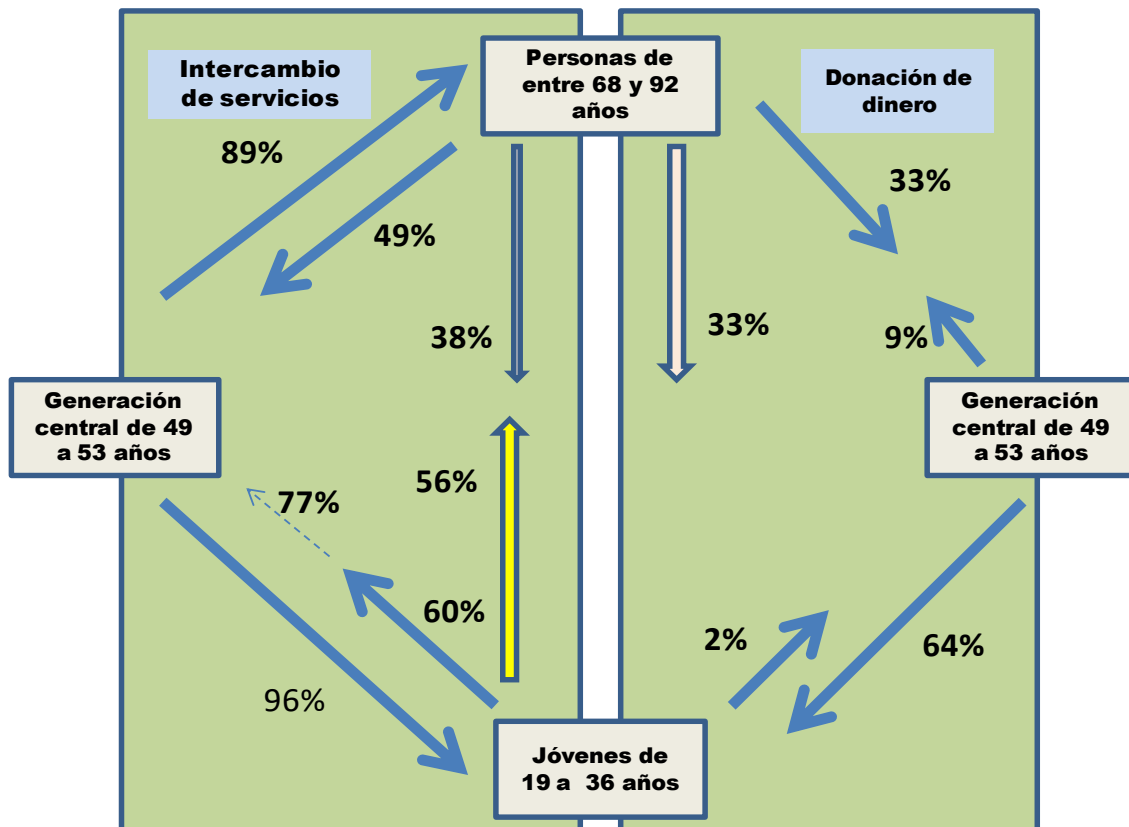 Intercambio
de servicios
Personas de
entre 68 y 92
años
Donación de
dinero
89%
49%
38%
33%
33%
9%
Generación
central de 49
a 53 años
Generación
central de 49
a 53 años
56%
77%
60%
96%
2%
64%
Jóvenes de
19 a 36 años